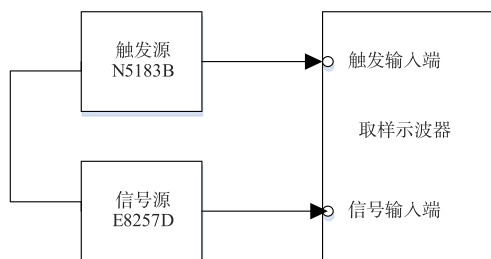 触发源
N5183B
触发输入端
取样示波器
信号源
E8257D
信号输入端